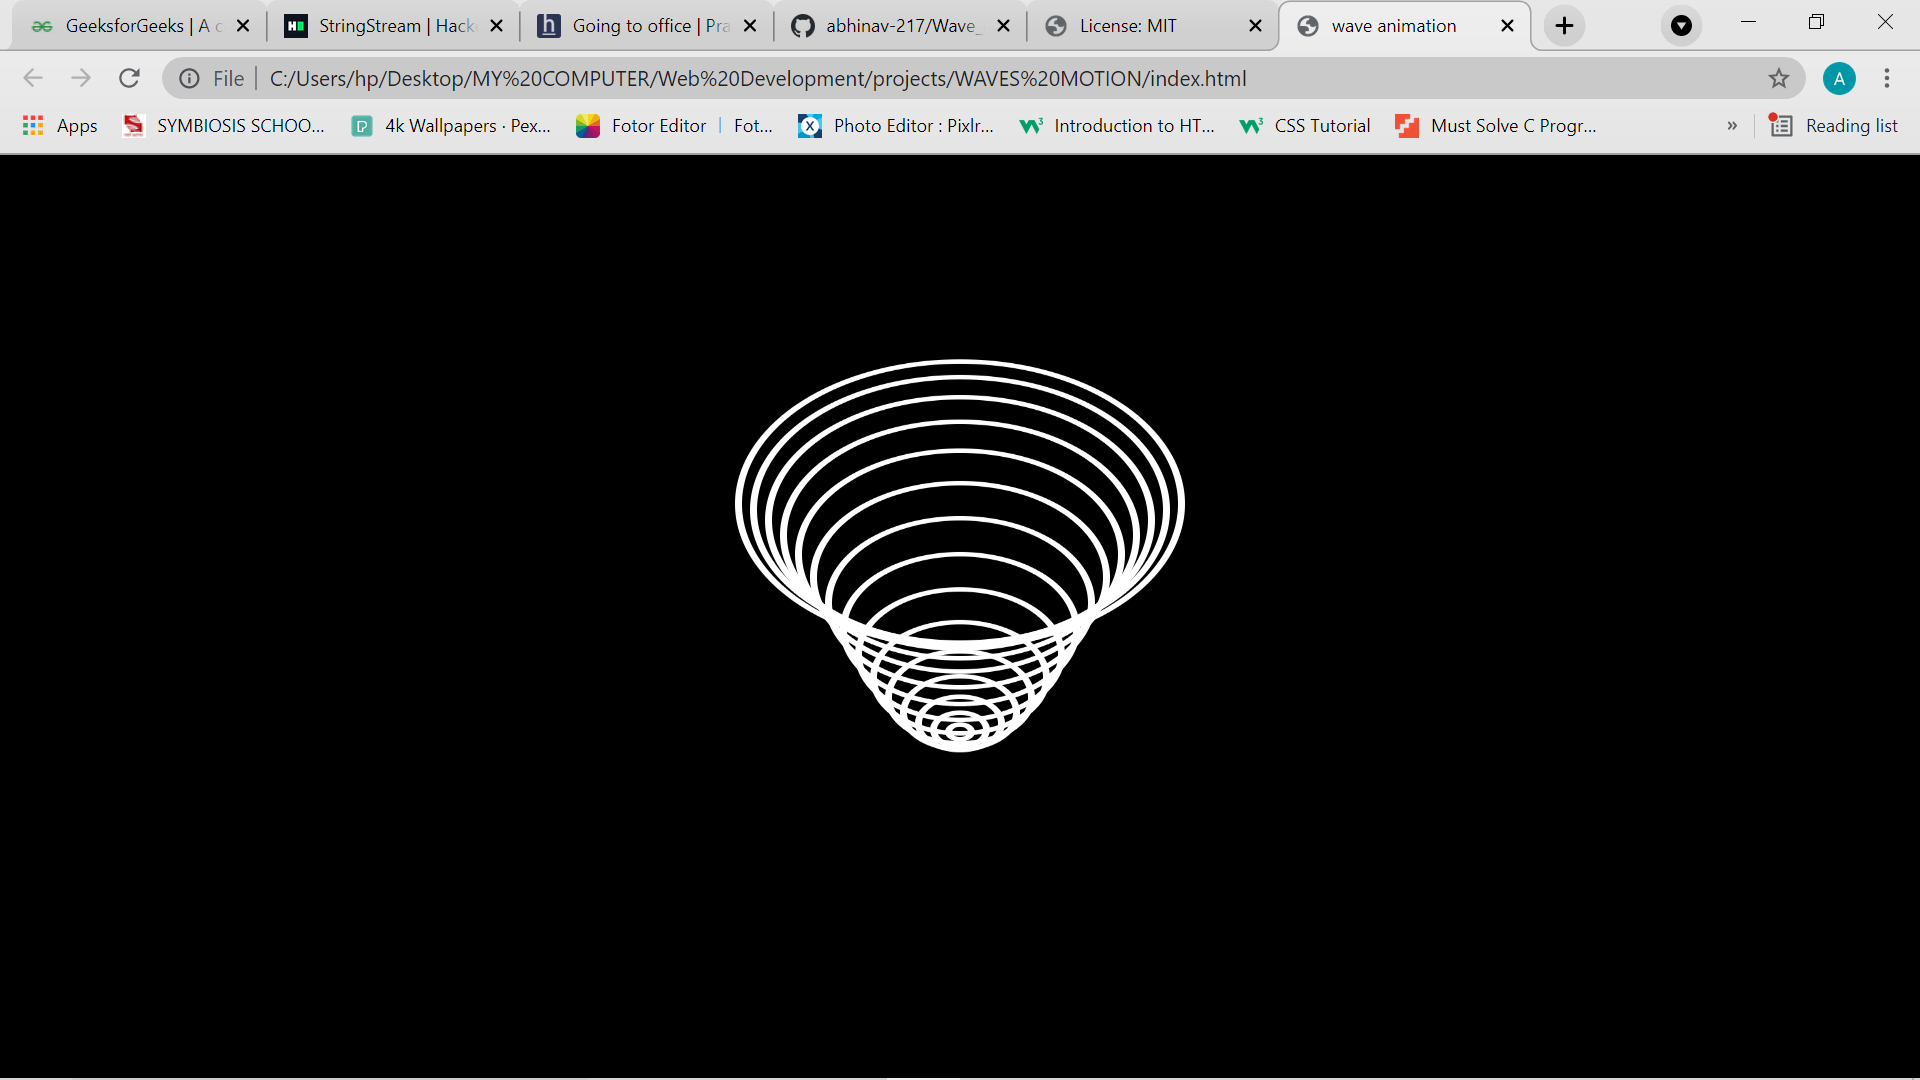 GeeksforGeeks | A c
StringStream | Hack
Going to office | Pra
abhinav-217/Wave_
License: MIT
wave animation
File
C:/Users/hp/Desktop/MY%20COMPUTER/Web%20Development/projects/WAVES%20MOTION/index.html
A
Apps
SYMBIOSIS SCHOO...
4k Wallpapers · Pex...
Fotor Editor | Fot...
Photo Editor : Pixlr...
Introduction to HT...
CSS Tutorial
Must Solve C Progr...
»
Reading list